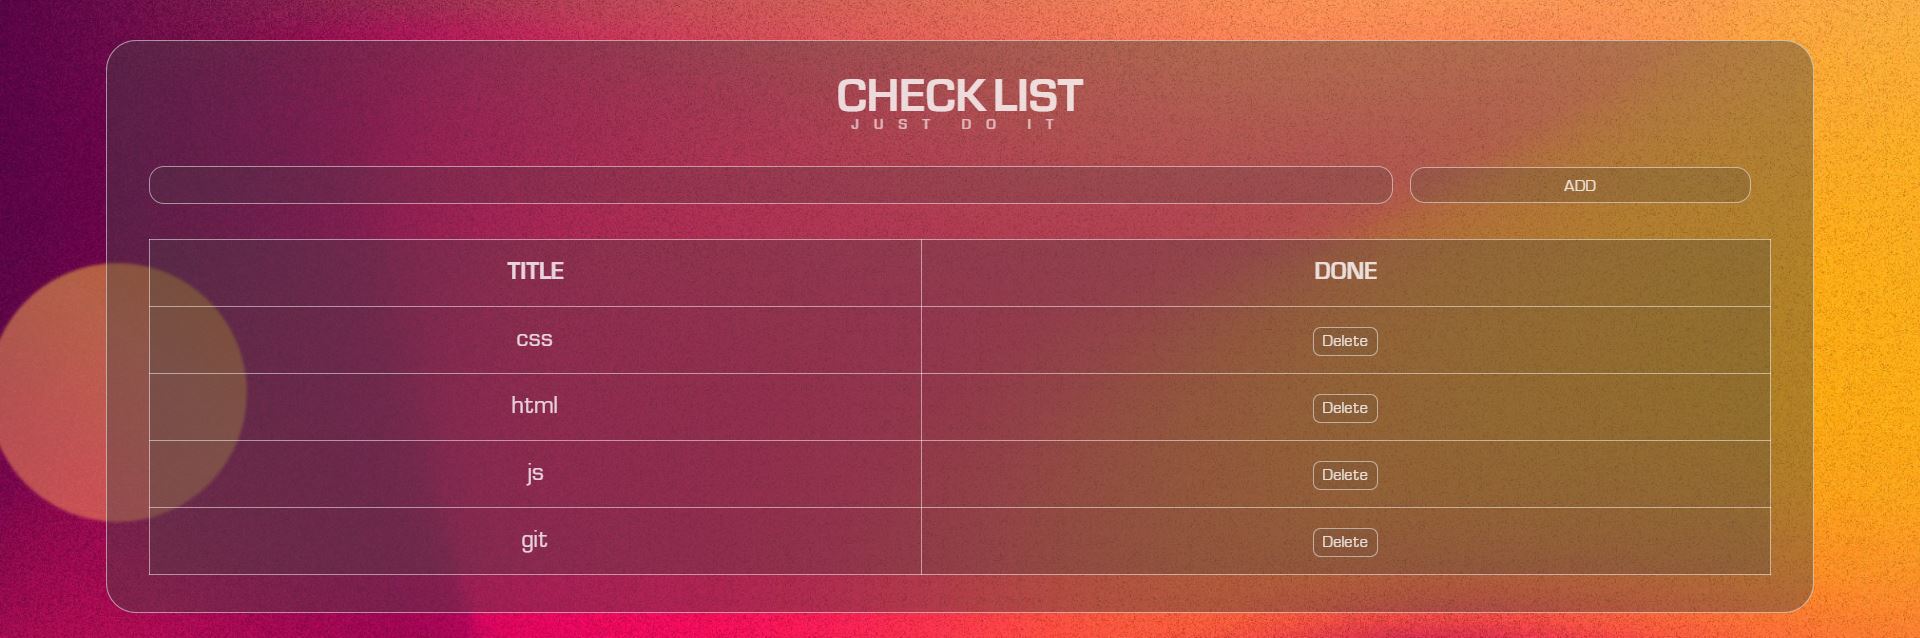 CHECK LIST
JUST DO IT
ADD
TITLE DONE
css Delete
html Delete
js Delete
git Delete